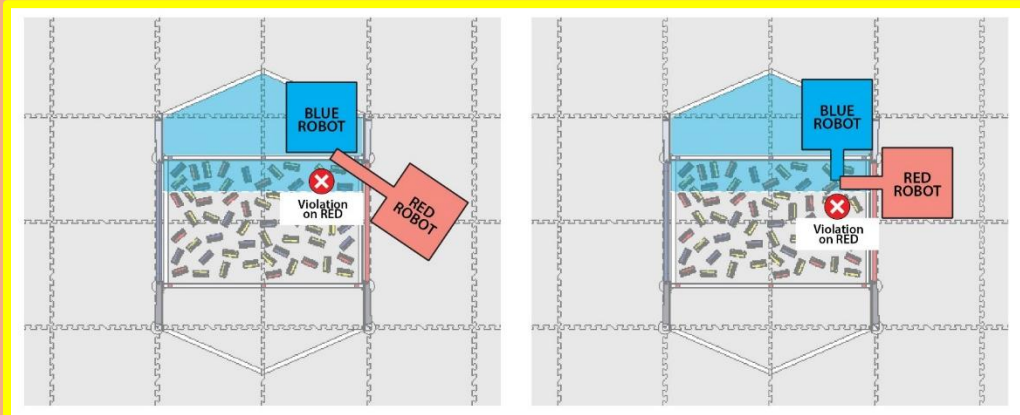 BLUE
ROBOT
RED
ROBOT
Violation
on RED
BLUE
ROBOT
RED
ROBOT
Violation
on RED